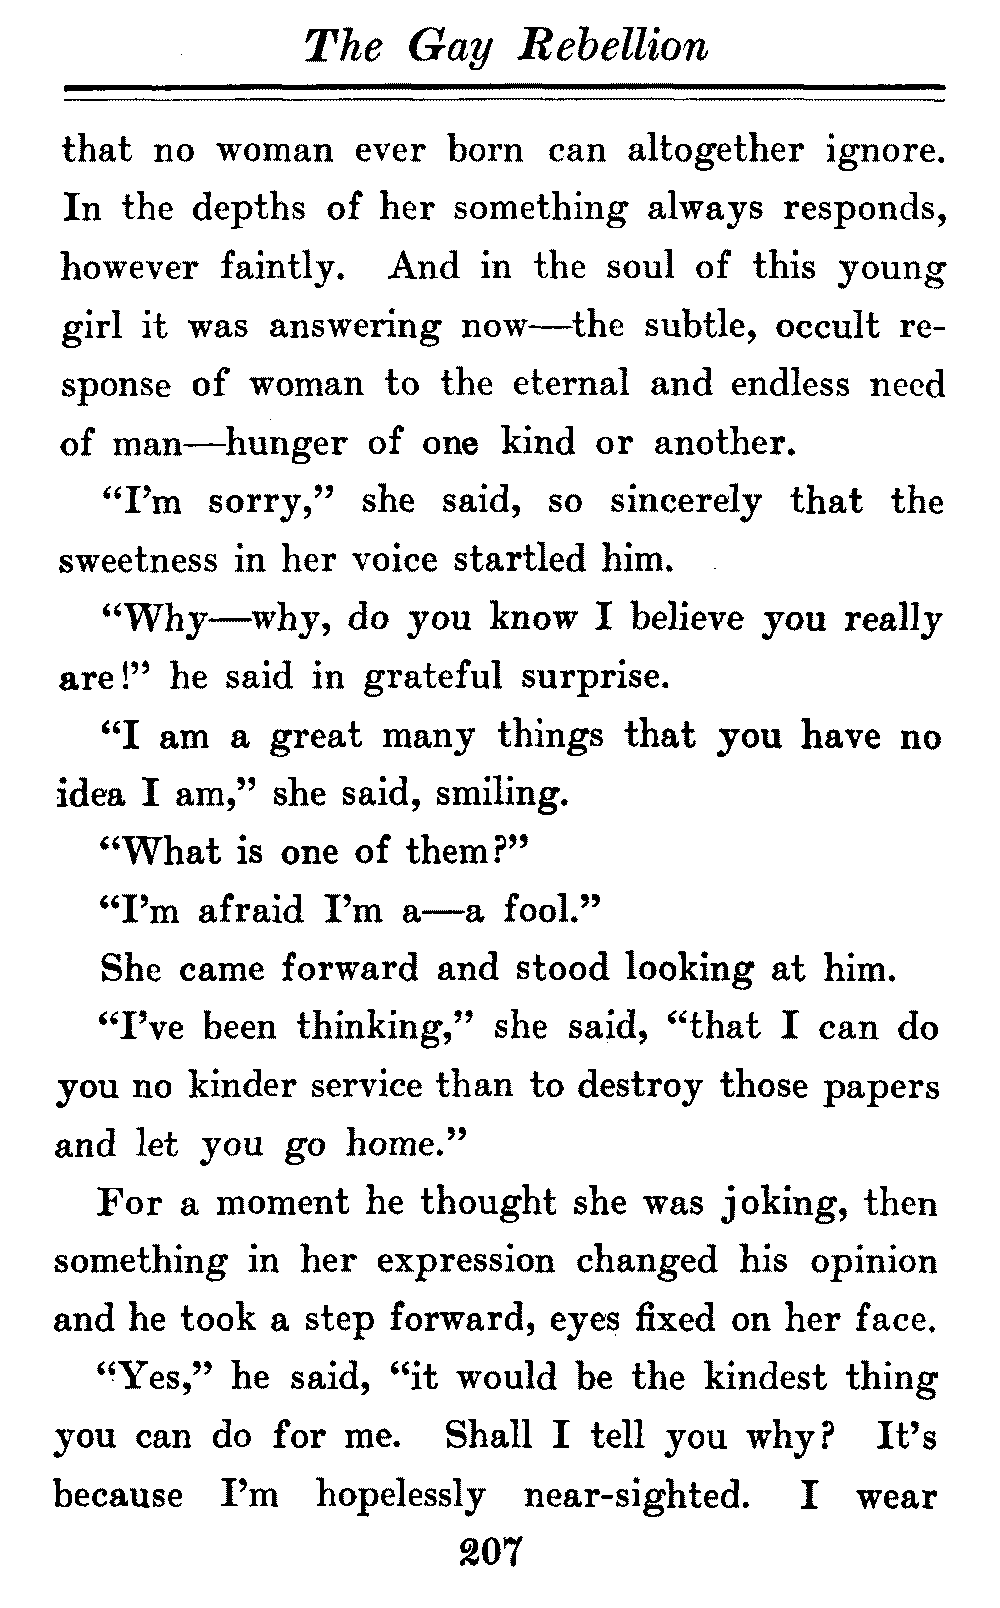 The Gay Rebellion
that no woman ever born can altogether ignore.
In the depths of her something always responds,
however faintly. And in the soul of this young
girl it was answering now—the subtle, occult re-
sponse of woman to the eternal and endless need
of man—hunger of one kind or another.
“I’m sorry,” she said, so sincerely that the
sweetness in her voice startled him.
“Why—why, do you know I believe you really
are!” he said in grateful surprise.
“I am a great many things that you have no
idea I am,” she said, smiling.
“What is one of them?”
“I’m afraid I’m a—a fool.”
She came forward and stood looking at him.
“I’ve been thinking,” she said, “that I can do
you no kinder service than to destroy those papers
and let you go home.”
For a moment he thought she was joking, then
something in her expression changed his opinion
and he took a step forward, eyes fixed on her face.
“Yes,” he said, “it would be the kindest thing
you can do for me. Shall I tell you why? It’s
because I’m hopelessly near-sighted. I wear
207